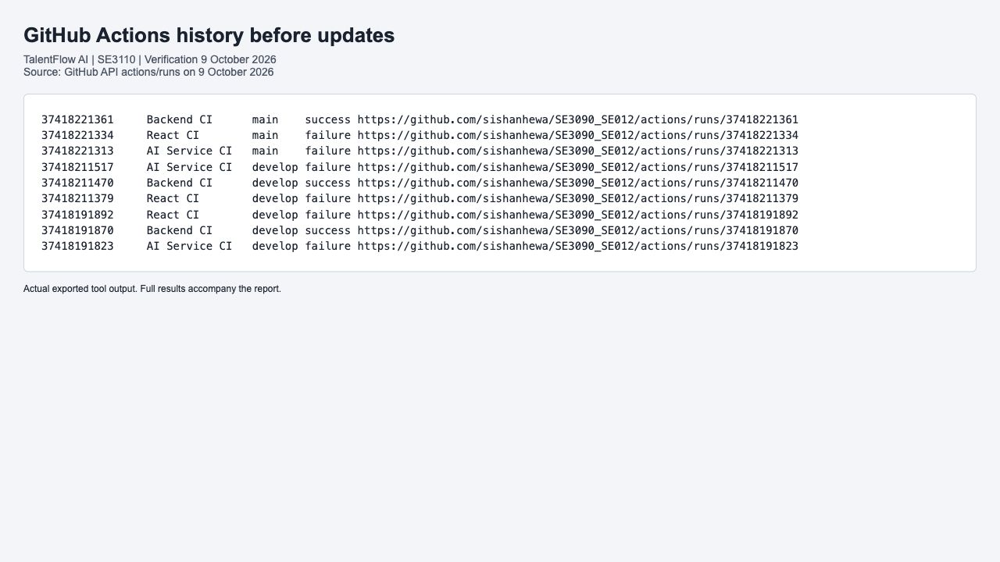 GitHub Actions history before updates
TalentFlow AI | SE3110 | Verification 9 October 2026
Source: GitHub API actions/runs on 9 October 2026
37418221361 Backend CI main success https://github.com/sishanhewa/SE3090_SE012/actions/runs/37418221361
37418221334 React CI main failure https://github.com/sishanhewa/SE3090_SE012/actions/runs/37418221334
37418221313 AI Service CI main failure https://github.com/sishanhewa/SE3090_SE012/actions/runs/37418221313
37418211517 AI Service CI develop failure https://github.com/sishanhewa/SE3090_SE012/actions/runs/37418211517
37418211470 Backend CI develop success https://github.com/sishanhewa/SE3090_SE012/actions/runs/37418211470
37418211379 React CI develop failure https://github.com/sishanhewa/SE3090_SE012/actions/runs/37418211379
37418191892 React CI develop failure https://github.com/sishanhewa/SE3090_SE012/actions/runs/37418191892
37418191870 Backend CI develop success https://github.com/sishanhewa/SE3090_SE012/actions/runs/37418191870
37418191823 AI Service CI develop failure https://github.com/sishanhewa/SE3090_SE012/actions/runs/37418191823
Actual exported tool output. Full results accompany the report.